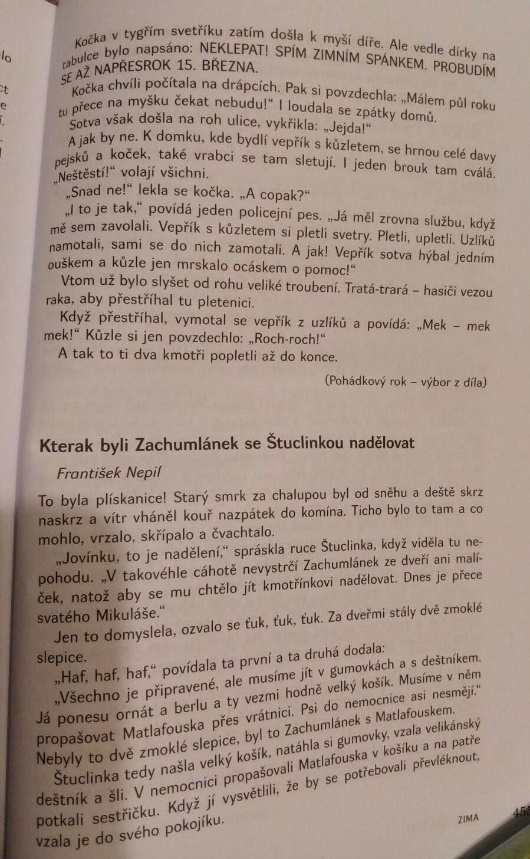 Kočka v tygřím svetříku zatím došla k myší díře. Ale vedle dírky na
tabulce bylo napsáno: NEKLEPAT! SPÍM ZIMNÍM SPÁNKEM. PROBUDÍM
SE AŽ NAPŘESROK 15. BŘEZNA.
Kočka chvíli počítala na drápcích. Pak si povzdechla: „Málem půl roku
tu přece na myšku čekat nebudu!“ I loudala se zpátky domů.
Sotva však došla na roh ulice, vykřikla: „Jejda!“
A jak by ne. K domku, kde bydlí vepřík s kůzletem, se hrnou celé davy
pejsků a koček, také vrabci se tam sletují. I jeden brouk tam cválá.
„Neštěstí!“ volají všichni.
„Snad ne!“ lekla se kočka. „A copak?“
„I to je tak,“ povídá jeden policejní pes. „Já měl zrovna službu, když
mě sem zavolali. Vepřík s kůzletem si pletli svetry. Pletli, upletli. Uzlíků
namotali, sami se do nich zamotali. A jak! Vepřík sotva hýbal jedním
ouškem a kůzle jen mrskalo ocáskem o pomoc!“
Vtom už bylo slyšet od rohu veliké troubení. Tratá-trará – hasiči vezou
raka, aby přestříhal tu pletenici.
Když přestříhal, vymotal se vepřík z uzlíků a povídá: „Mek – mek
mek!“ Kůzle si jen povzdechlo: „Roch-roch!“
A tak to ti dva kmotři popletli až do konce.
(Pohádkový rok – výbor z díla)
Kterak byli Zachumlánek se Štuclinkou nadělovat
František Nepil
To byla plískanice! Starý smrk za chalupou byl od sněhu a deště skrz
naskrz a vítr vháněl kouř nazpátek do komína. Ticho bylo to tam a co
mohlo, vrzalo, skřípalo a čvachtalo.
„Jovínku, to je nadělení,“ spráskla ruce Štuclinka, když viděla tu ne-
pohodu. „V takovéhle cáhotě nevystrčí Zachumlánek ze dveří ani malí-
ček, natož aby se mu chtělo jít kmotřínkovi nadělovat. Dnes je přece
svatého Mikuláše.“
Jen to domyslela, ozvalo se ťuk, ťuk, ťuk. Za dveřmi stály dvě zmoklé
slepice.
„Haf, haf, haf,“ povídala ta první a ta druhá dodala:
„Všechno je připravené, ale musíme jít v gumovkách a s deštníkem.
Já ponesu ornát a berlu a ty vezmi hodně velký košík. Musíme v něm
propašovat Matlafouska přes vrátnici. Psi do nemocnice asi nesmějí.“
Nebyly to dvě zmoklé slepice, byl to Zachumlánek s Matlafouskem.
Štuclinka tedy našla velký košík, natáhla si gumovky, vzala velikánský
deštník a šli. V nemocnici propašovali Matlafouska v košíku a na patře
potkali sestřičku. Když jí vysvětlili, že by se potřebovali převléknout,
vzala je do svého pokojíku.
ZIMA